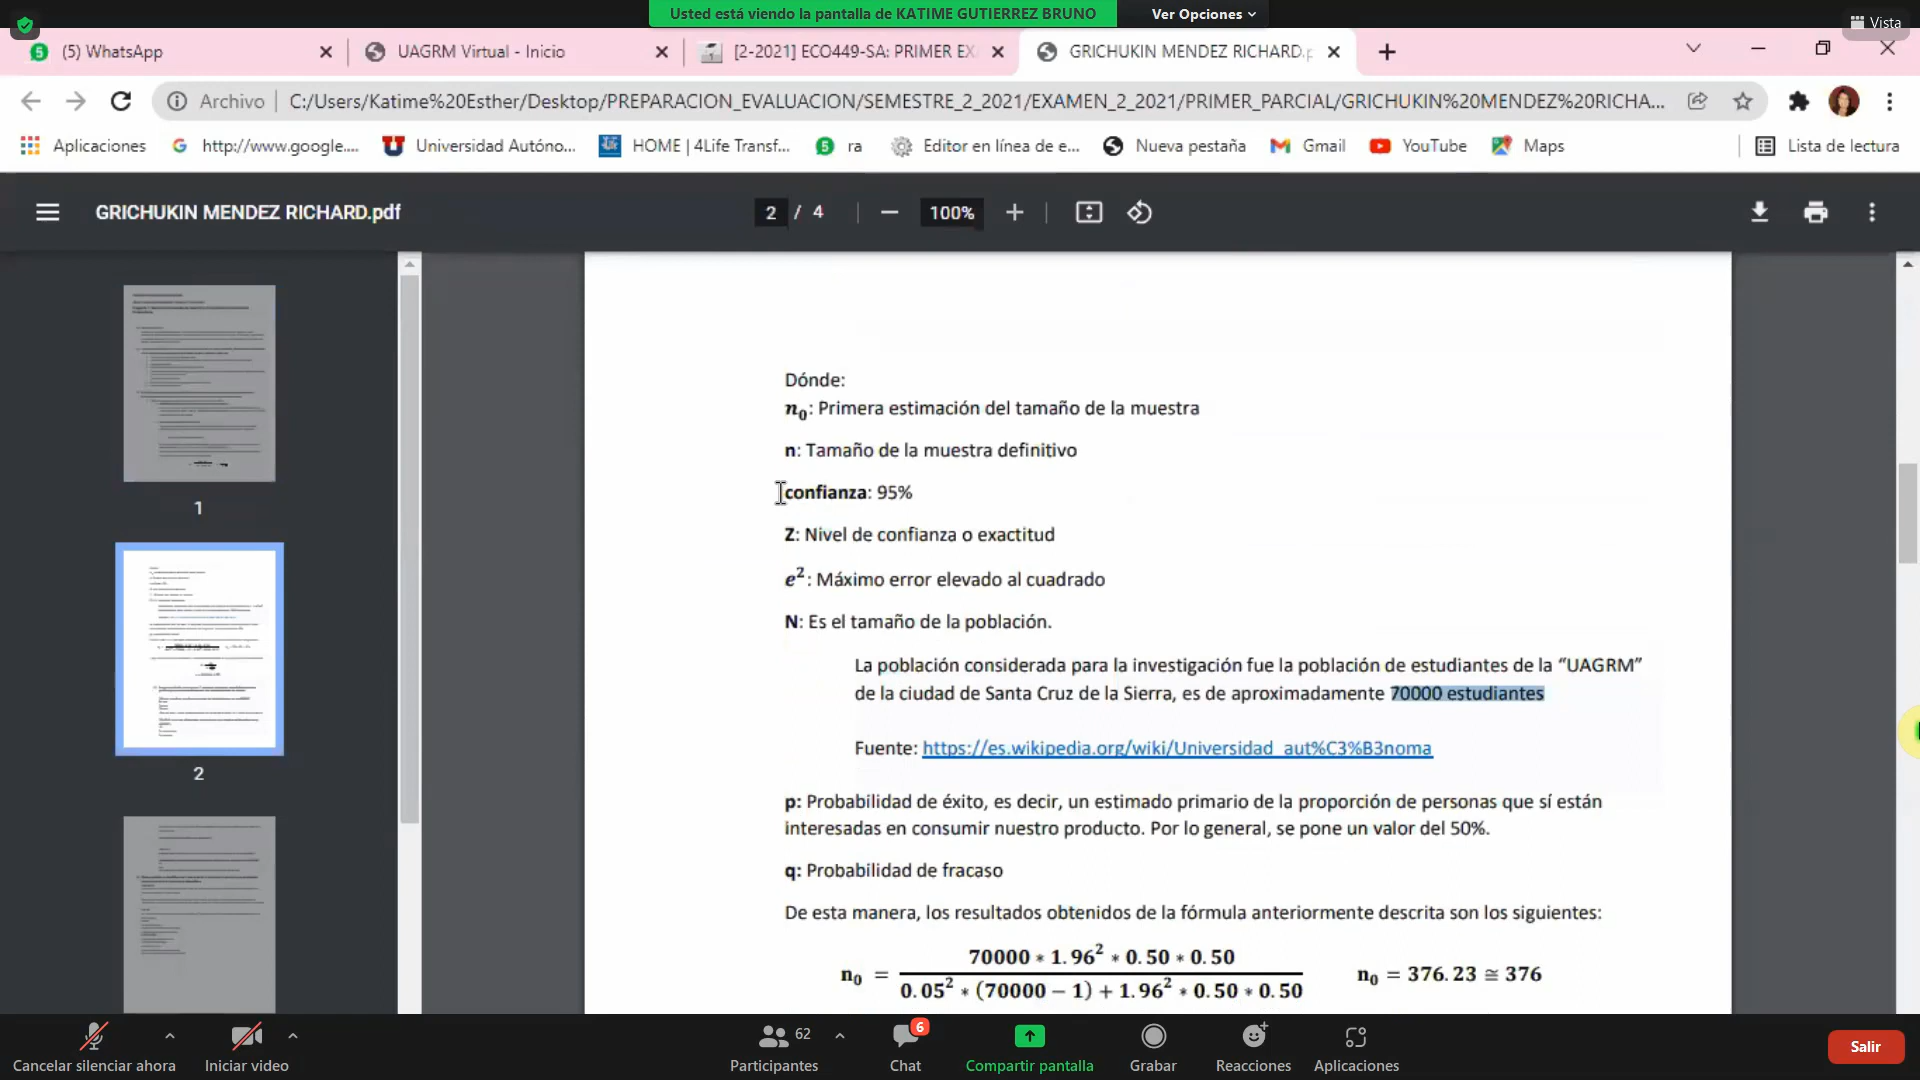 Usted está viendo la pantalla de KATIME GUTIERREZ BRUNO
Ver Opciones
Vista
(5) WhatsApp
UAGRM Virtual - Inicio
[2-2021] ECO449-SA: PRIMER EX
GRICHUKIN MENDEZ RICHARD.p
Archivo
C:/Users/Katime%20Esther/Desktop/PREPARACION_EVALUACION/SEMESTRE_2_2021/EXAMEN_2_2021/PRIMER_PARCIAL/GRICHUKIN%20MENDEZ%20RICHA...
Aplicaciones
http://www.google....
Universidad Autóno...
HOME | 4Life Transf...
5 ra
Editor en línea de e...
Nueva pestaña
Gmail
YouTube
Maps
Lista de lectura
GRICHUKIN MENDEZ RICHARD.pdf
2 / 4
100%
1
2
Dónde:
n₀: Primera estimación del tamaño de la muestra
n: Tamaño de la muestra definitivo
confianza: 95%
Z: Nivel de confianza o exactitud
e²: Máximo error elevado al cuadrado
N: Es el tamaño de la población.
La población considerada para la investigación fue la población de estudiantes de la “UAGRM”
de la ciudad de Santa Cruz de la Sierra, es de aproximadamente 70000 estudiantes
Fuente: https://es.wikipedia.org/wiki/Universidad_aut%C3%B3noma
p: Probabilidad de éxito, es decir, un estimado primario de la proporción de personas que sí están
interesadas en consumir nuestro producto. Por lo general, se pone un valor del 50%.
q: Probabilidad de fracaso
De esta manera, los resultados obtenidos de la fórmula anteriormente descrita son los siguientes:
70000 * 1.96² * 0.50 * 0.50
n₀ =
0.05² * (70000 − 1) + 1.96² * 0.50 * 0.50
n₀ = 376.23 ≅ 376
Cancelar silenciar ahora
Iniciar video
62
Participantes
6
Chat
Compartir pantalla
Grabar
Reacciones
Aplicaciones
Salir